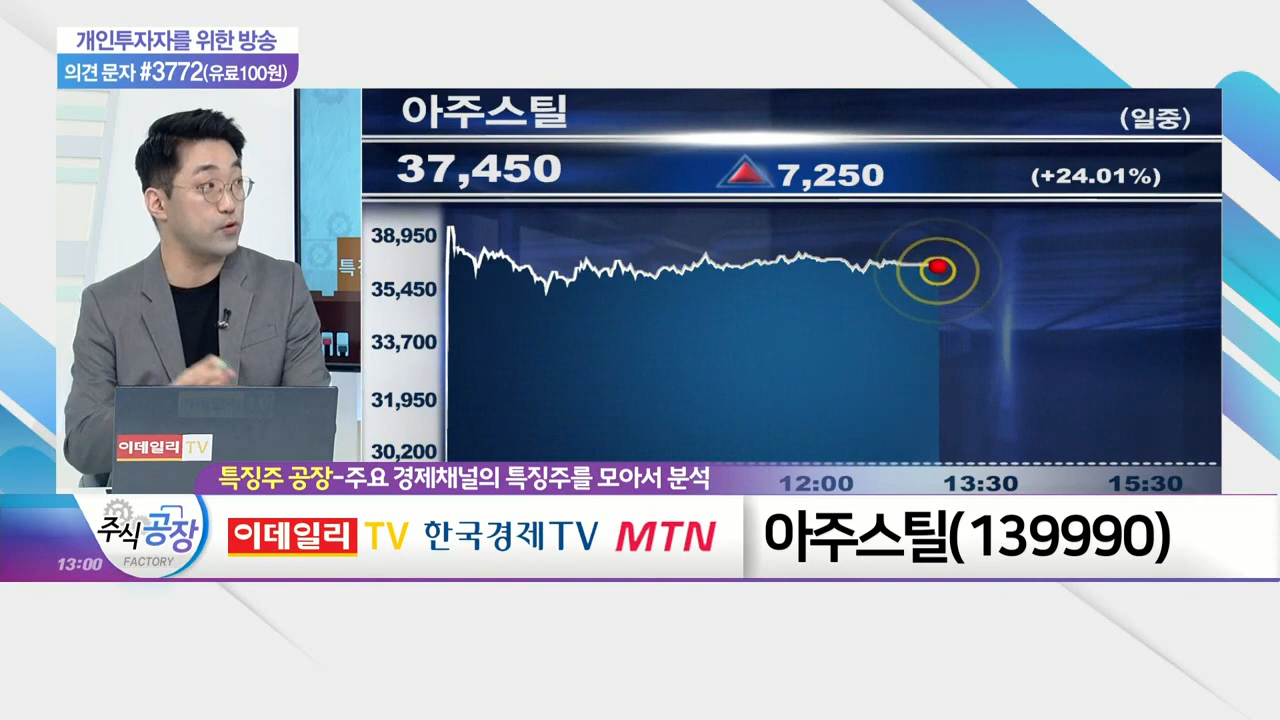 개인투자자를 위한 방송
의견 문자 #3772(유료100원)
아주스틸
(일중)
37,450
7,250
(+24.01%)
38,950
35,450
33,700
31,950
30,200
12:00
13:30
15:30
특징
이데일리 TV
특징주 공장-주요 경제채널의 특징주를 모아서 분석
주식공장
FACTORY
13:00
이데일리 TV 한국경제TV MTN
아주스틸(139990)